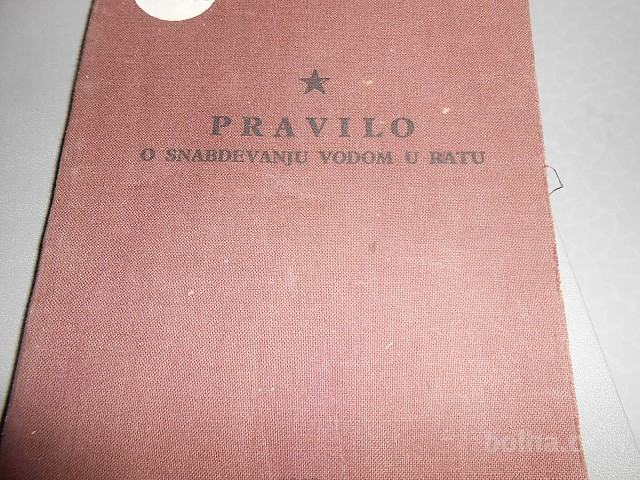 PRAVILO
O SNABDEVANJU VODOM U RATU